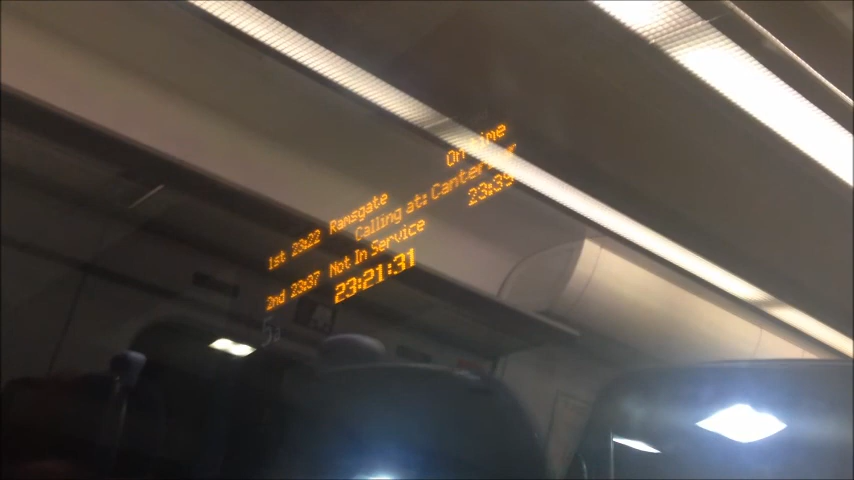 1st 23:22 Ramsgate On time
Calling at:
2nd 23:37 Not In Service 23:39
23:21:31